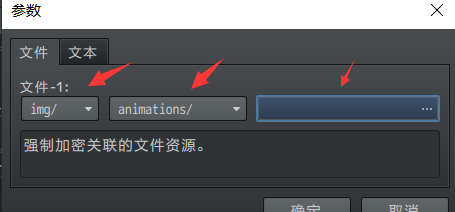 参数
文件 文本
文件-1:
img/ animations/ ...
强制加密关联的文件资源。
确定 取消